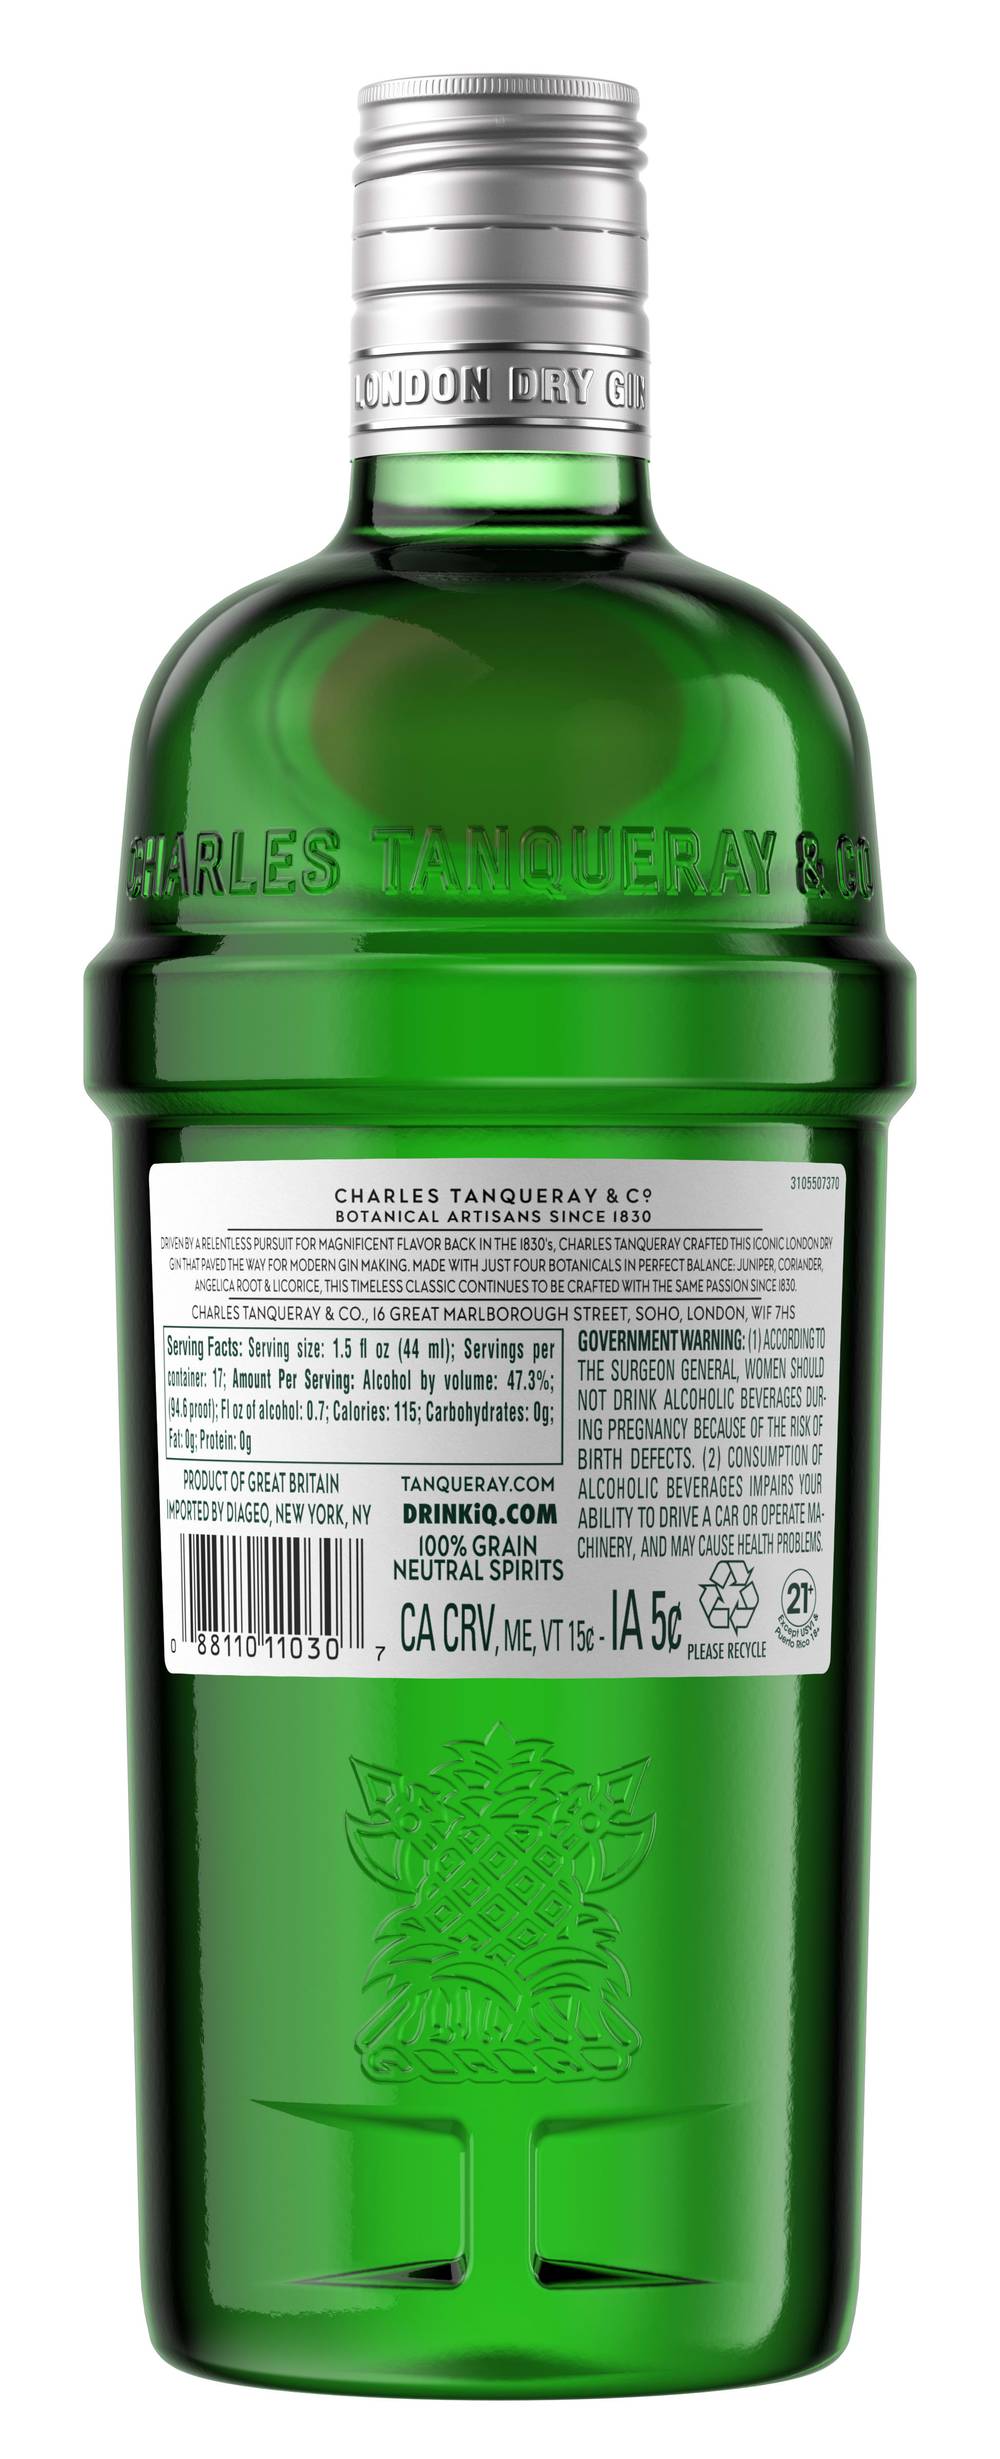 LONDON DRY GIN
CHARLES TANQUERAY & CO
3105507370
CHARLES TANQUERAY & Cº
BOTANICAL ARTISANS SINCE 1830
DRIVEN BY A RELENTLESS PURSUIT FOR MAGNIFICENT FLAVOR BACK IN THE 1830's, CHARLES TANQUERAY CRAFTED THIS ICONIC LONDON DRY
GIN THAT PAVED THE WAY FOR MODERN GIN MAKING. MADE WITH JUST FOUR BOTANICALS IN PERFECT BALANCE: JUNIPER, CORIANDER,
ANGELICA ROOT & LICORICE, THIS TIMELESS CLASSIC CONTINUES TO BE CRAFTED WITH THE SAME PASSION SINCE 1830.
CHARLES TANQUERAY & CO., 16 GREAT MARLBOROUGH STREET, SOHO, LONDON, W1F 7HS
Serving Facts: Serving size: 1.5 fl oz (44 ml); Servings per
container: 17; Amount Per Serving: Alcohol by volume: 47.3%;
(94.6 proof); Fl oz of alcohol: 0.7; Calories: 115; Carbohydrates: 0g;
Fat: 0g; Protein: 0g
GOVERNMENT WARNING: (1) ACCORDING TO
THE SURGEON GENERAL, WOMEN SHOULD
NOT DRINK ALCOHOLIC BEVERAGES DUR-
ING PREGNANCY BECAUSE OF THE RISK OF
BIRTH DEFECTS. (2) CONSUMPTION OF
ALCOHOLIC BEVERAGES IMPAIRS YOUR
ABILITY TO DRIVE A CAR OR OPERATE MA-
CHINERY, AND MAY CAUSE HEALTH PROBLEMS.
PRODUCT OF GREAT BRITAIN
IMPORTED BY DIAGEO, NEW YORK, NY
TANQUERAY.COM
DRINKiQ.COM
100% GRAIN
NEUTRAL SPIRITS
0 88110 11030 7
CA CRV, ME, VT 15¢ - IA 5¢
PLEASE RECYCLE
21+
Except USVI &
Puerto Rico 18+